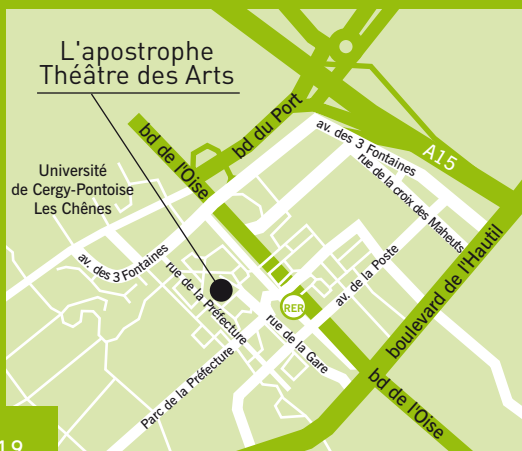 L'apostrophe
Théâtre des Arts
bd de l'Oise
bd du Port
av. des 3 Fontaines
A15
rue de la croix des Maheuts
Université
de Cergy-Pontoise
Les Chênes
av. des 3 Fontaines
rue de la Préfecture
av. de la Poste
boulevard de l'Hautil
RER
rue de la Gare
Parc de la Préfecture
bd de l'Oise
19